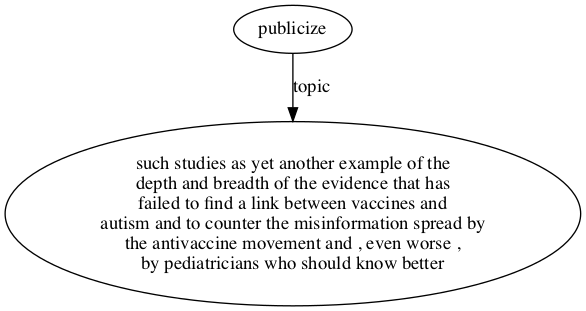 publicize
topic
such studies as yet another example of the
depth and breadth of the evidence that has
failed to find a link between vaccines and
autism and to counter the misinformation spread by
the antivaccine movement and , even worse ,
by pediatricians who should know better